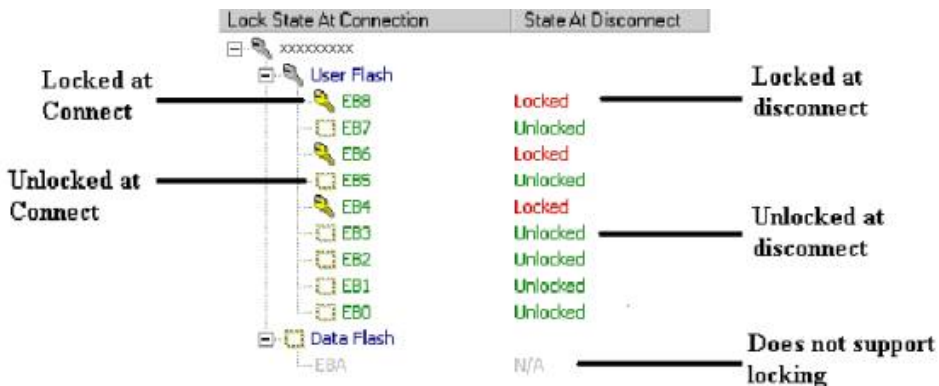 Lock State At Connection State At Disconnect
xxxxxxxxx
User Flash
Locked at
Connect
EB8 Locked
Locked at
disconnect
EB7 Unlocked
EB6 Locked
Unlocked at
Connect
EB5 Unlocked
EB4 Locked
EB3 Unlocked
Unlocked at
disconnect
EB2 Unlocked
EB1 Unlocked
EB0 Unlocked
Data Flash
EBA N/A
Does not support
locking